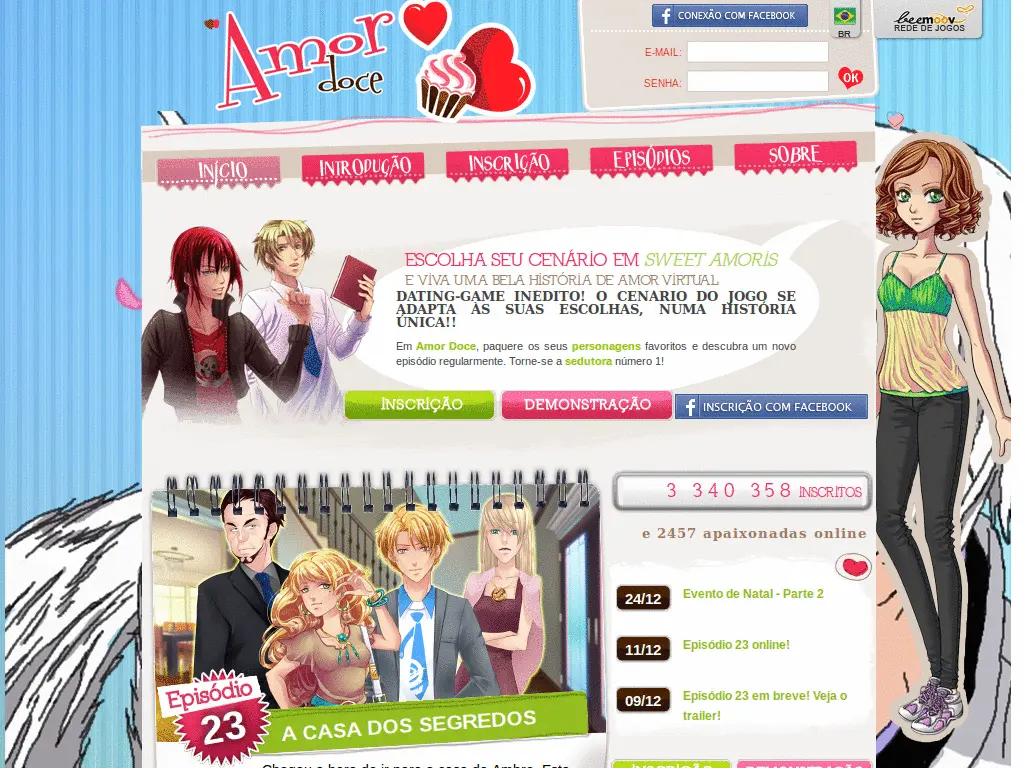 Amor doce
CONEXÃO COM FACEBOOK
BR
beemoov
REDE DE JOGOS
E-MAIL:
SENHA:
OK
INÍCIO
INTRODUÇÃO
INSCRIÇÃO
EPISÓDIOS
SOBRE
ESCOLHA SEU CENÁRIO EM SWEET AMORIS
E VIVA UMA BELA HISTÓRIA DE AMOR VIRTUAL
DATING-GAME INEDITO! O CENARIO DO JOGO SE
ADAPTA ÀS SUAS ESCOLHAS, NUMA HISTÓRIA
ÚNICA!!
Em Amor Doce, paquere os seus personagens favoritos e descubra um novo
episódio regularmente. Torne-se a sedutora número 1!
INSCRIÇÃO
DEMONSTRAÇÃO
INSCRIÇÃO COM FACEBOOK
3 340 358 INSCRITOS
e 2457 apaixonadas online
24/12 Evento de Natal - Parte 2
11/12 Episódio 23 online!
09/12 Episódio 23 em breve! Veja o
trailer!
Episódio
23
A CASA DOS SEGREDOS
Chegou a hora de ir para a casa da Ambre. Esta
INSCRIÇÃO
DEMONSTRAÇÃO